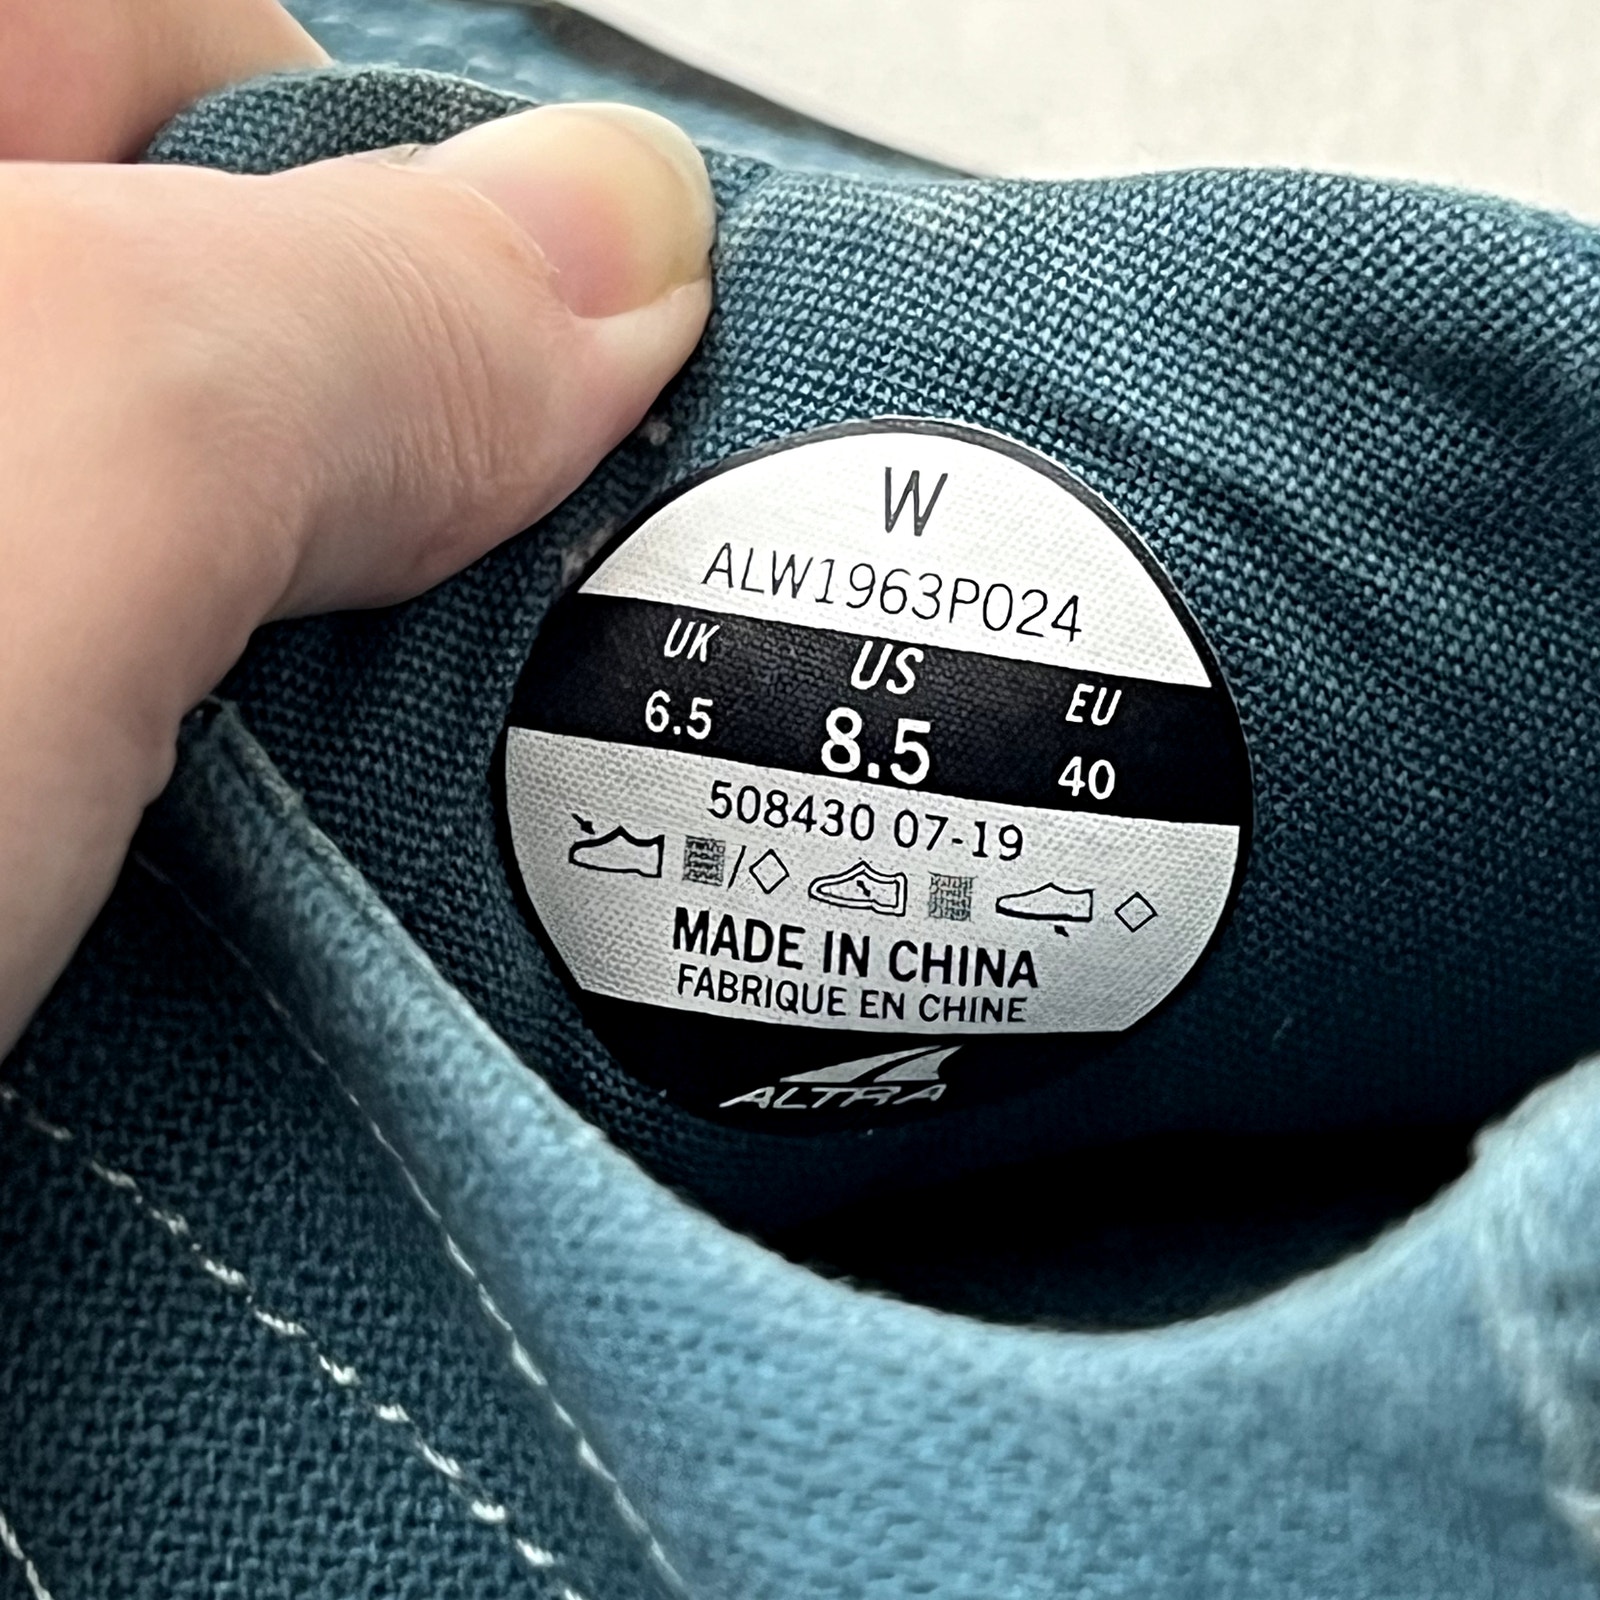 W
ALW1963P024
UK US EU
6.5 8.5 40
508430 07-19
/
MADE IN CHINA
FABRIQUE EN CHINE
ALTRA